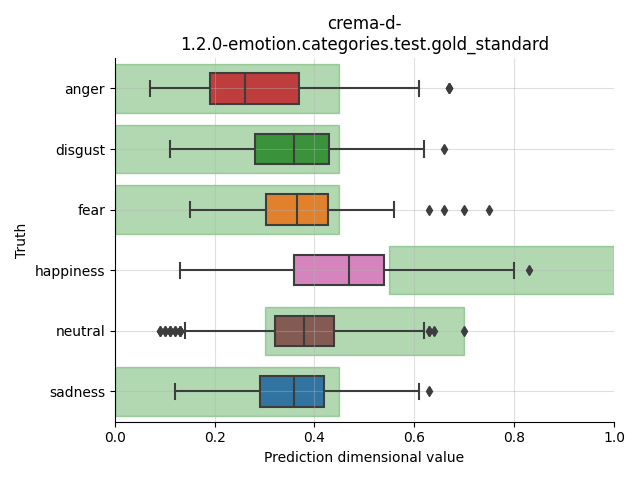 crema-d-
1.2.0-emotion.categories.test.gold_standard
Truth
anger
disgust
fear
happiness
neutral
sadness
0.0 0.2 0.4 0.6 0.8 1.0
Prediction dimensional value